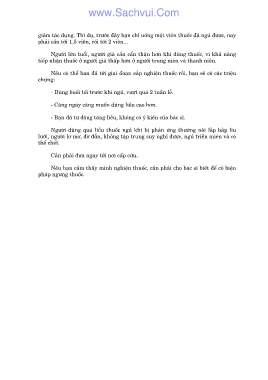 www.Sachvui.Com
giảm tác dụng. Thí dụ, trước đây bạn chỉ uống một viên thuốc đã ngủ được, nay
phải cần tới 1,5 viên, rồi tới 2 viên...
Người lớn tuổi, người già cần cẩn thận hơn khi dùng thuốc, vì khả năng
tiếp nhận thuốc ở người già thấp hơn ở người trung niên và thanh niên.
Nếu có thể bạn đã tới giai đoạn sắp nghiện thuốc rồi, bạn sẽ có các triệu
chứng:
- Dùng buổi tối trước khi ngủ, vượt quá 2 tuần lễ.
- Càng ngày càng muốn dùng liều cao hơn.
- Bạn đã tự động tăng liều, không có ý kiến của bác sĩ.
Người dùng quá liều thuốc ngủ khi bị phản ứng thường nói lắp bắp líu
lưỡi, người lờ mờ, đờ đẫn, không tập trung suy nghĩ được, ngủ triền miên và có
thể chết.
Cần phải đưa ngay tới nơi cấp cứu.
Nếu bạn cảm thấy mình nghiện thuốc, cần phải cho bác sĩ biết để có biện
pháp ngưng thuốc.